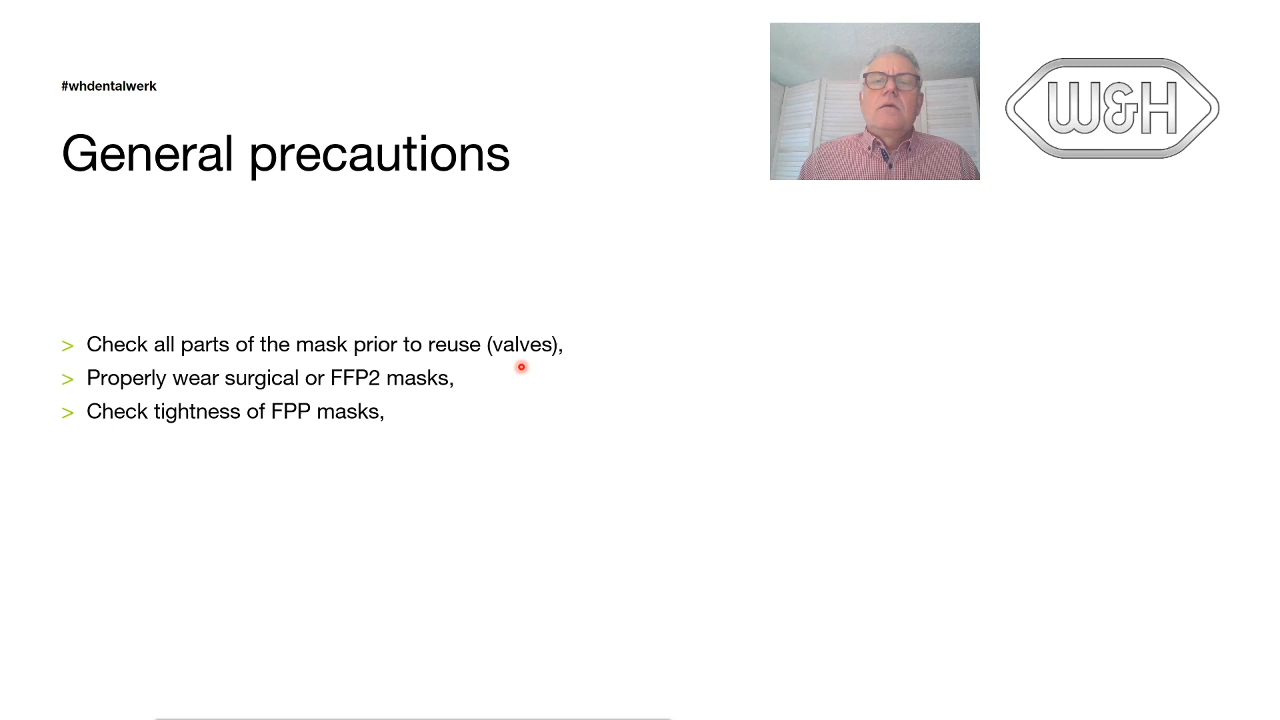 #whdentalwerk
W&H
General precautions
> Check all parts of the mask prior to reuse (valves),
> Properly wear surgical or FFP2 masks,
> Check tightness of FPP masks,